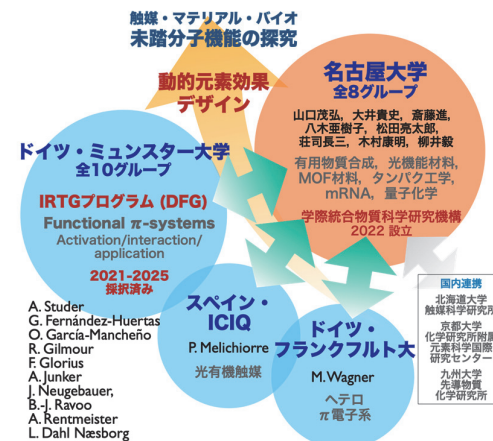 触媒・マテリアル・バイオ
未踏分子機能の探究
動的元素効果
デザイン
名古屋大学
全8グループ
山口茂弘, 大井貴史, 斎藤進,
八木亜樹子, 松田亮太郎,
荘司長三, 木村康明, 柳井毅
有用物質合成, 光機能材料,
MOF材料, タンパク工学,
mRNA, 量子化学
学際統合物質科学研究機構
2022 設立
ドイツ・ミュンスター大学
全10グループ
IRTGプログラム (DFG)
Functional π-systems
Activation/interaction/
application
2021-2025
採択済み
A. Studer
G. Fernández-Huertas
O. García-Mancheño
R. Gilmour
F. Glorius
A. Junker
J. Neugebauer,
B.-J. Ravoo
A. Rentmeister
L. Dahl Næsborg
スペイン・
ICIQ
P. Melichiorre
光有機触媒
ドイツ・
フランクフルト大
M. Wagner
ヘテロ
π電子系
国内連携
北海道大学
触媒科学研究所
京都大学
化学研究所附属
元素科学国際
研究センター
九州大学
先導物質
化学研究所